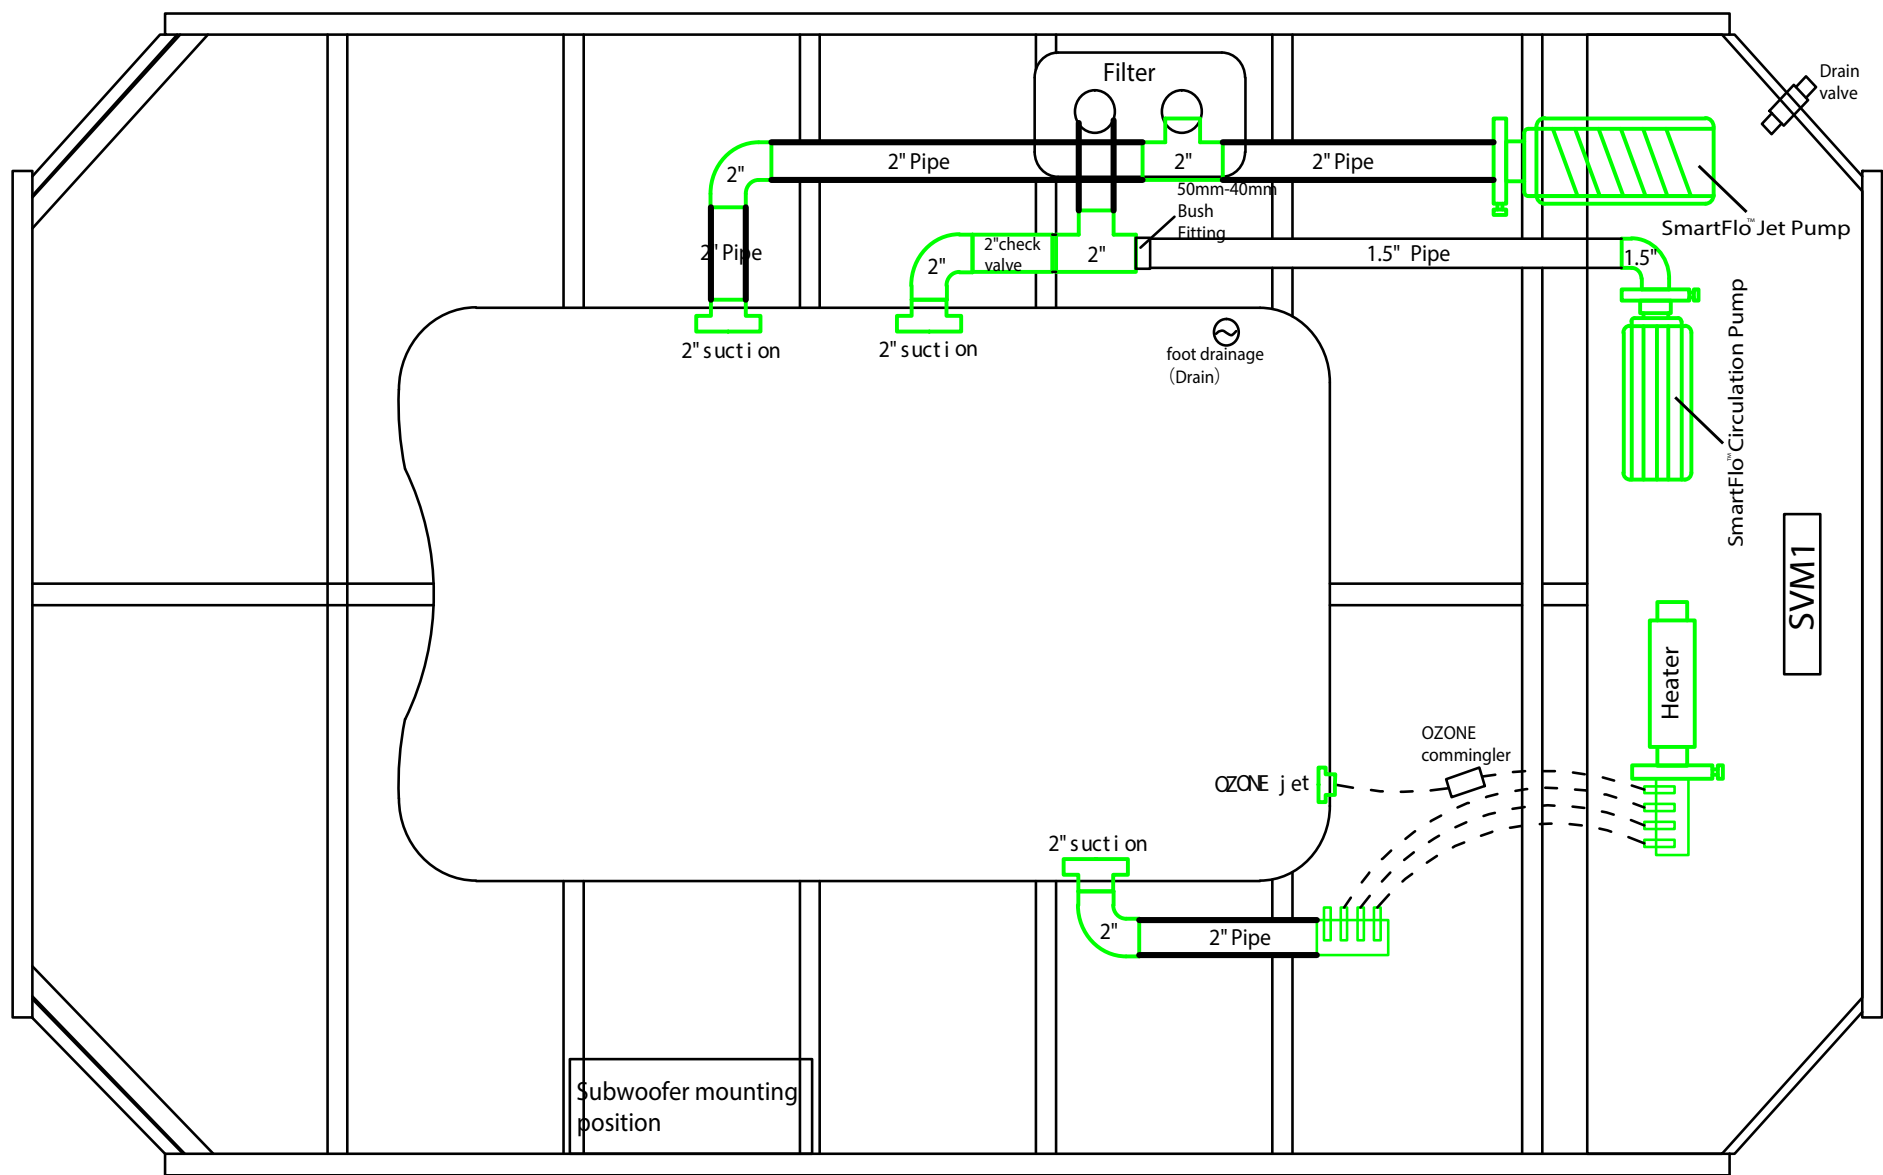 Filter
Drain
valve
2" Pipe
2"
2" Pipe
2"
50mm-40mm
Bush
Fitting
SmartFlo™ Jet Pump
2" Pipe
2"check
valve
2"
2"
1.5" Pipe
1.5"
SmartFlo™ Circulation Pump
2" suction
2" suction
foot drainage
(Drain)
SVM1
Heater
OZONE
commingler
OZONE jet
2" suction
2"
2" Pipe
Subwoofer mounting
position